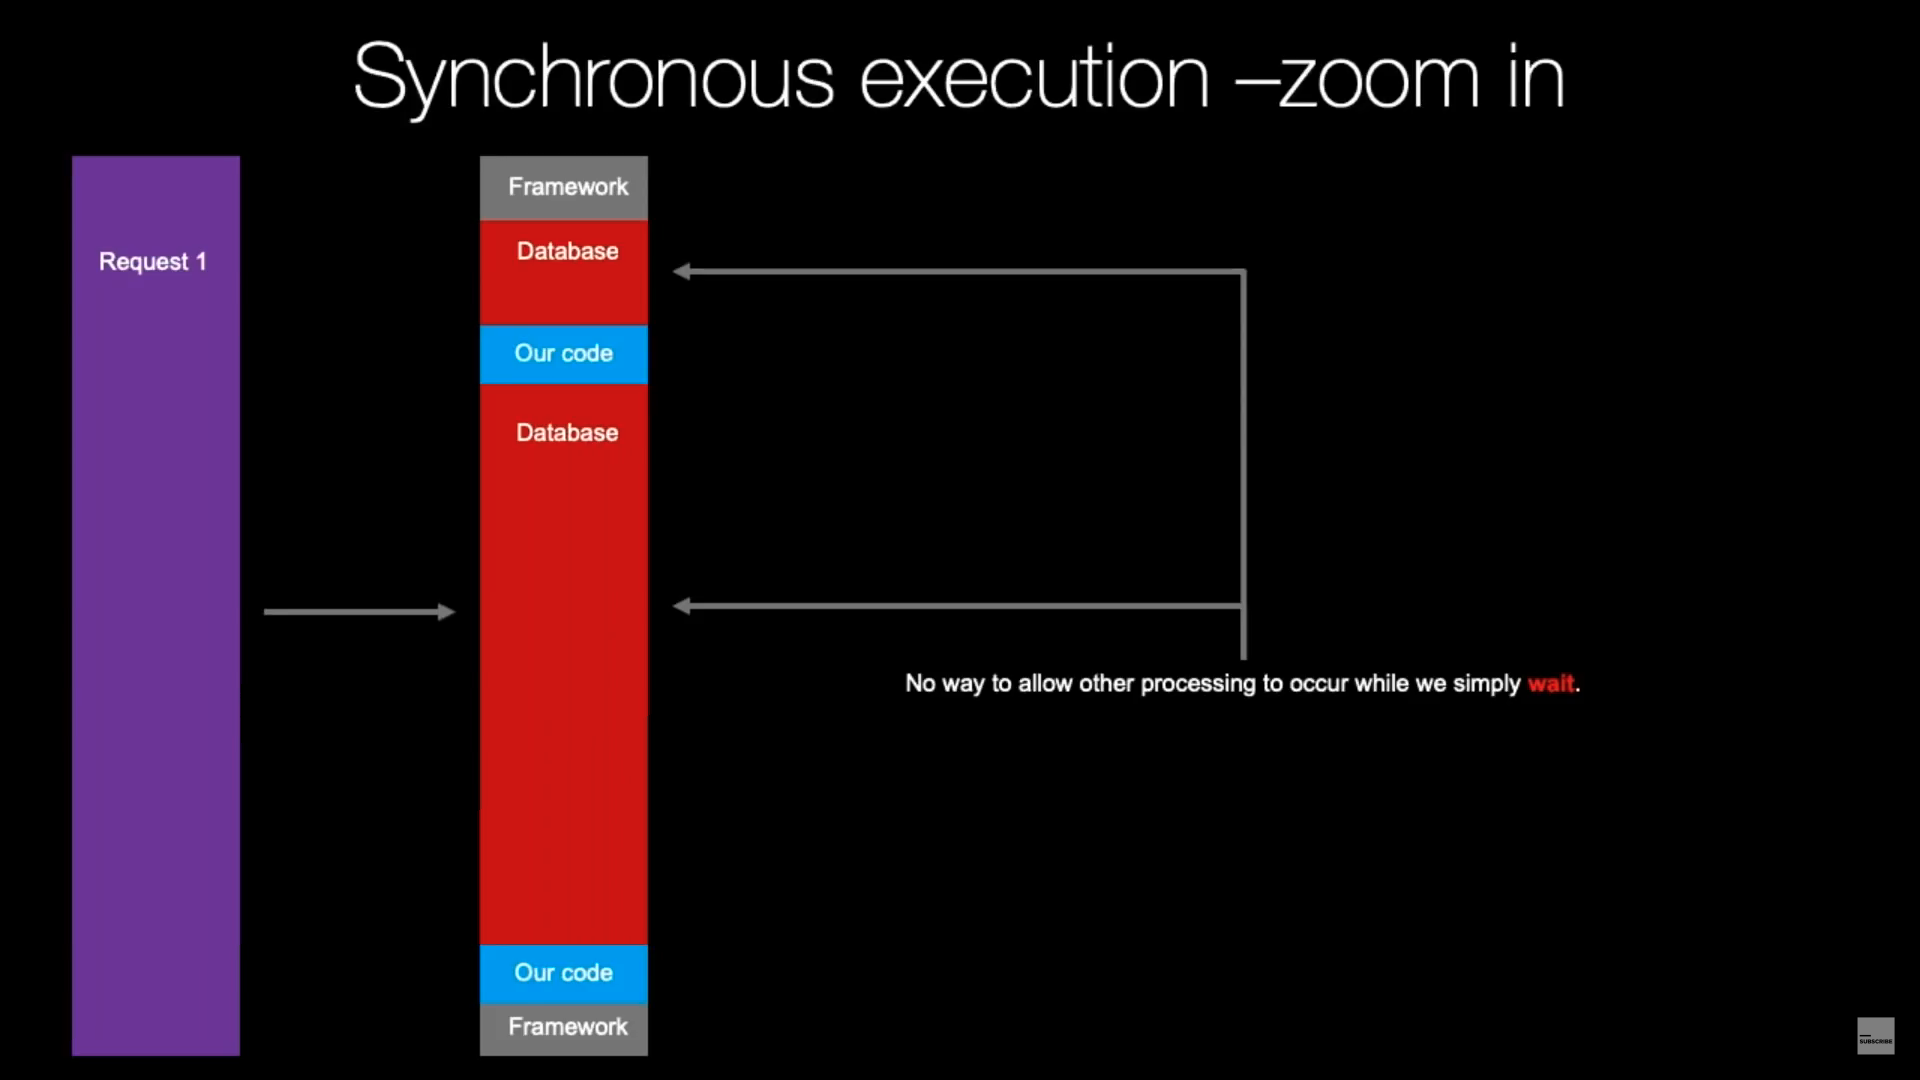 Synchronous execution –zoom in
Request 1
Framework
Database
Our code
Database
No way to allow other processing to occur while we simply wait.
Our code
Framework
SUBSCRIBE